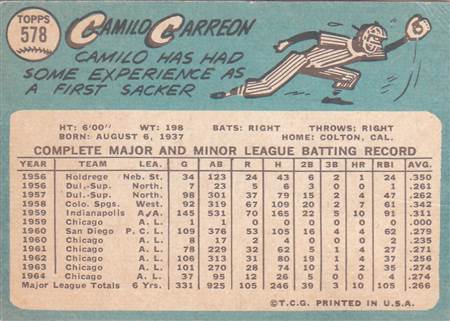 TOPPS
578
CAMILO CARREON
CAMILO HAS HAD
SOME EXPERIENCE AS
A FIRST SACKER
HT: 6'00" WT: 198 BATS: RIGHT THROWS: RIGHT
BORN: AUGUST 6, 1937 HOME: COLTON, CAL.
COMPLETE MAJOR AND MINOR LEAGUE BATTING RECORD
YEAR TEAM LEA. G AB R H 2B 3B HR RBI AVG.
1956 Holdrege Neb. St. 34 123 24 43 6 2 1 24 .350
1956 Dul.-Sup. North. 7 23 5 6 3 0 0 1 .261
1957 Dul.-Sup. North. 98 301 37 79 5 3 4 47 .262
1958 Colo. Spgs. West. 92 319 67 109 20 2 7 61 .342
1959 Indianapolis A.A. 145 531 70 165 22 5 10 91 .311
1959 Chicago A. L. 1 1 0 0 0 0 0 0 .000
1960 San Diego P. C. L. 109 376 53 105 16 4 6 62 .279
1960 Chicago A. L. 8 17 2 4 0 0 0 2 .235
1961 Chicago A. L. 78 229 32 62 5 1 4 27 .271
1962 Chicago A. L. 106 313 31 80 19 1 4 37 .256
1963 Chicago A. L. 101 270 28 74 10 1 2 35 .274
1964 Chicago A. L. 37 95 12 26 5 0 0 4 .274
Major League Totals 6 Yrs. 331 925 105 246 39 3 10 105 .266
©T.C.G. PRINTED IN U.S.A.